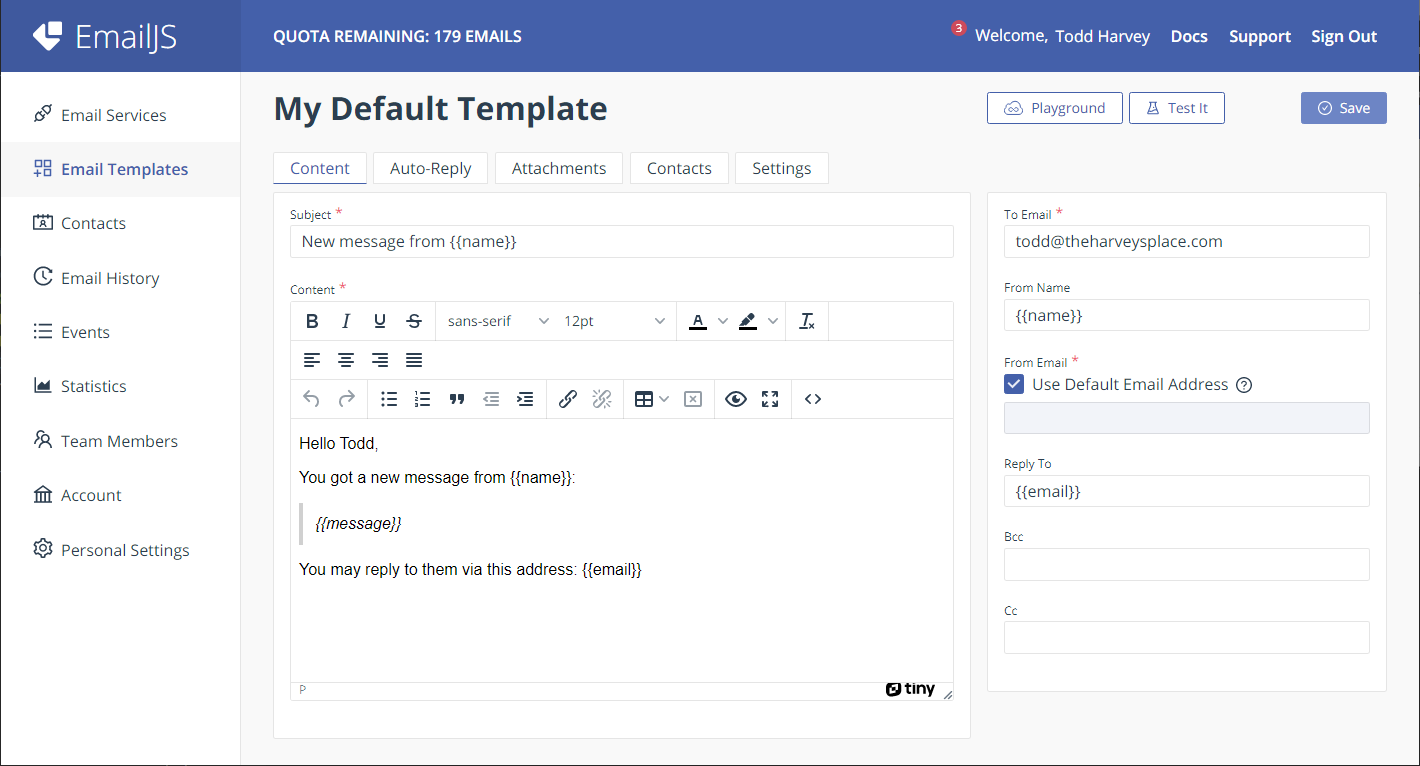 EmailJS
QUOTA REMAINING: 179 EMAILS
3
Welcome, Todd Harvey
Docs
Support
Sign Out
Email Services
Email Templates
Contacts
Email History
Events
Statistics
Team Members
Account
Personal Settings
My Default Template
Playground
Test It
Save
Content
Auto-Reply
Attachments
Contacts
Settings
Subject *
New message from {{name}}
Content *
B I U S sans-serif 12pt A
Hello Todd,
You got a new message from {{name}}:
{{message}}
You may reply to them via this address: {{email}}
P
tiny
To Email *
todd@theharveysplace.com
From Name
{{name}}
From Email *
Use Default Email Address ?
Reply To
{{email}}
Bcc
Cc